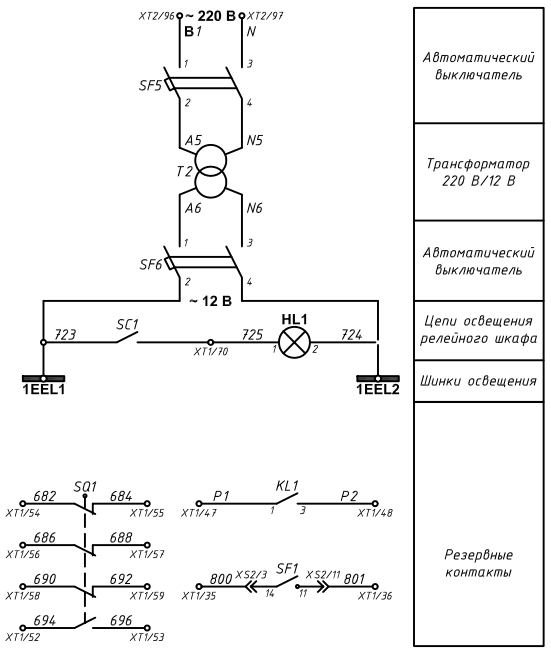 XT2/96 ~ 220 В XT2/97
В1 N
1 3
SF5
2 4
A5 N5
T2
A6 N6
1 3
SF6
2 4
~ 12 В
723 SC1 725 HL1 724
XT1/70 1 2
1EEL1 1EEL2
682 SQ1 684
XT1/54 XT1/55
686 688
XT1/56 XT1/57
690 692
XT1/58 XT1/59
694 696
XT1/52 XT1/53
P1 KL1 P2
XT1/47 1 3 XT1/48
800 XS2/3 SF1 XS2/11 801
XT1/35 14 11 XT1/36
Автоматический
выключатель
Трансформатор
220 В/12 В
Автоматический
выключатель
Цепи освещения
релейного шкафа
Шинки освещения
Резервные
контакты